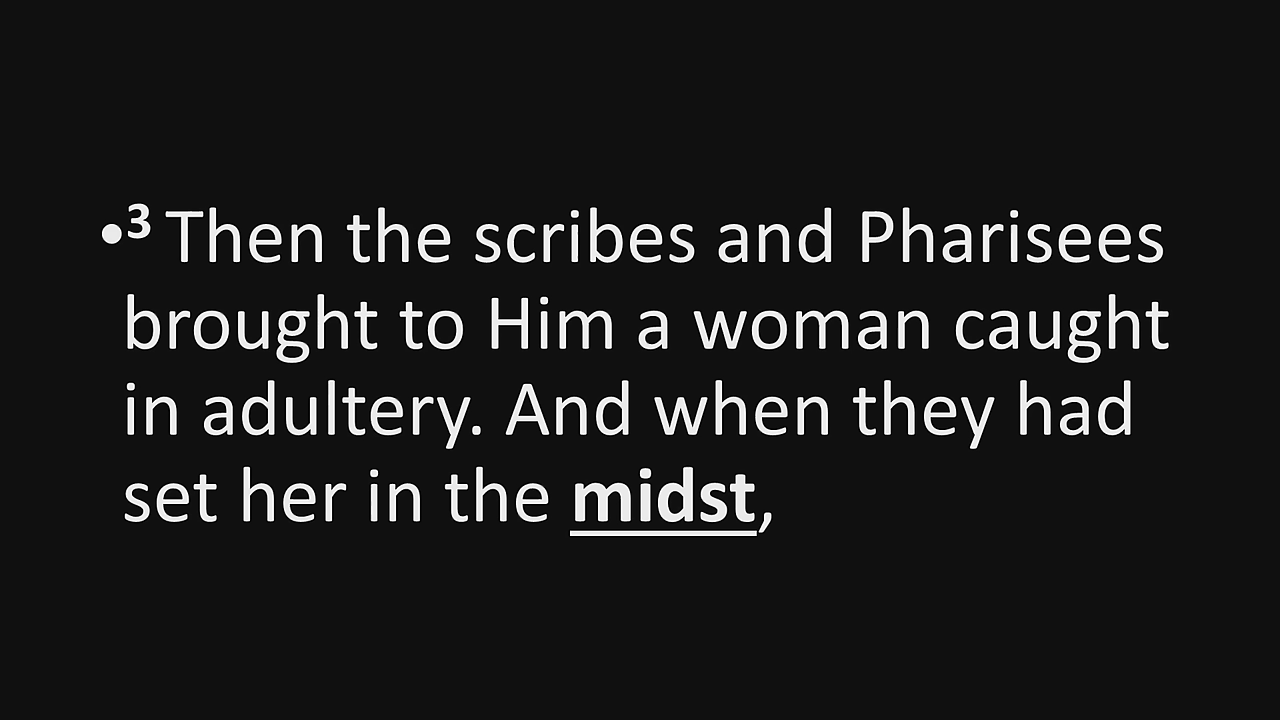 •3 Then the scribes and Pharisees
brought to Him a woman caught
in adultery. And when they had
set her in the midst,